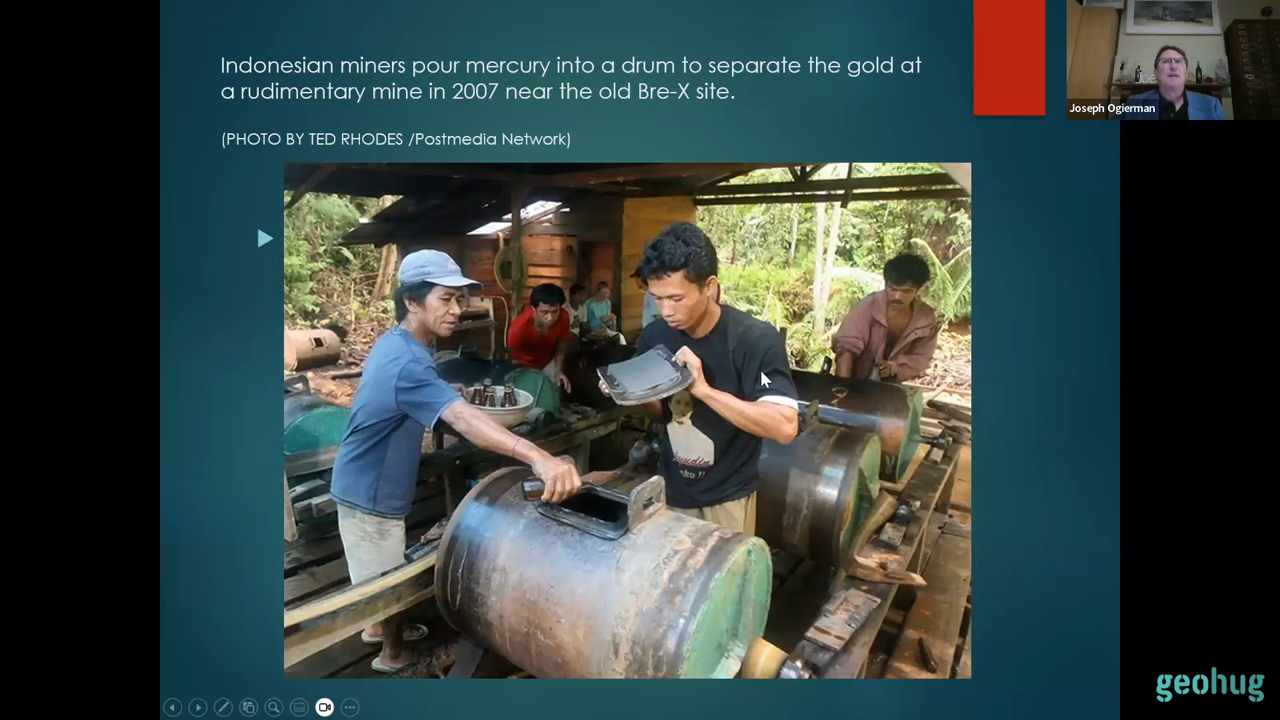 Indonesian miners pour mercury into a drum to separate the gold at
a rudimentary mine in 2007 near the old Bre-X site.
(PHOTO BY TED RHODES /Postmedia Network)
Joseph Ogierman
geohug